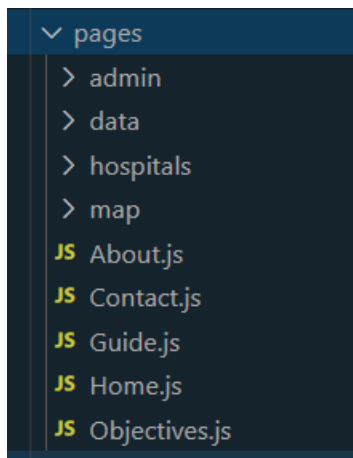 pages
admin
data
hospitals
map
JS About.js
JS Contact.js
JS Guide.js
JS Home.js
JS Objectives.js